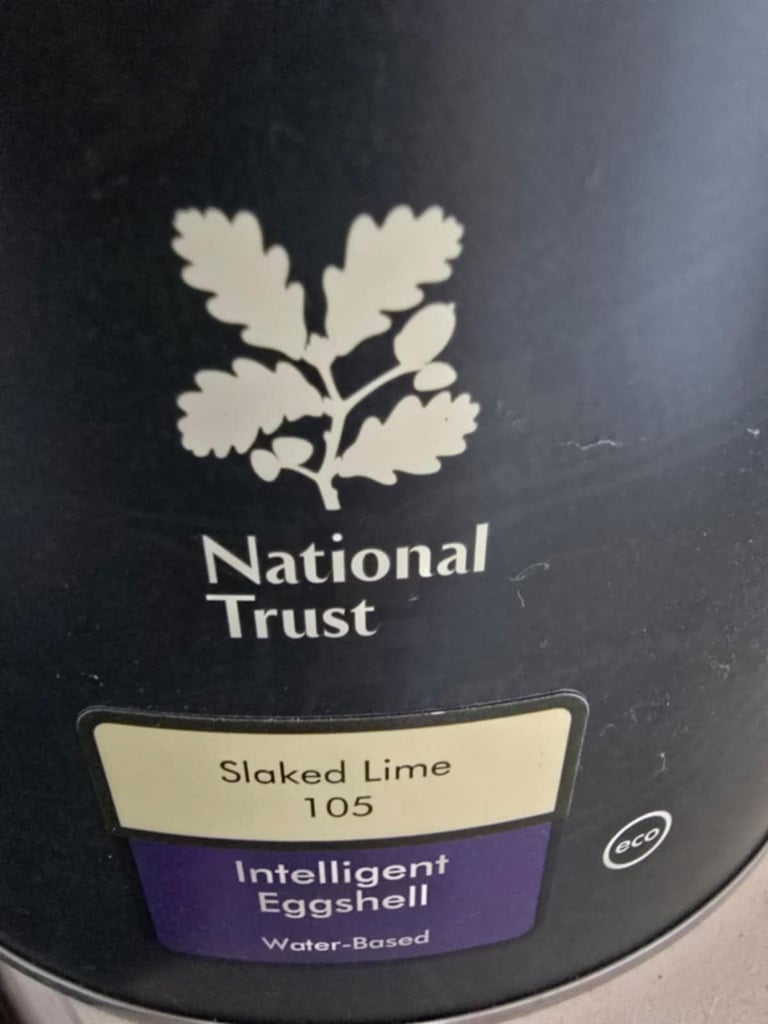 National
Trust
Slaked Lime
105
Intelligent
Eggshell
Water-Based
eco